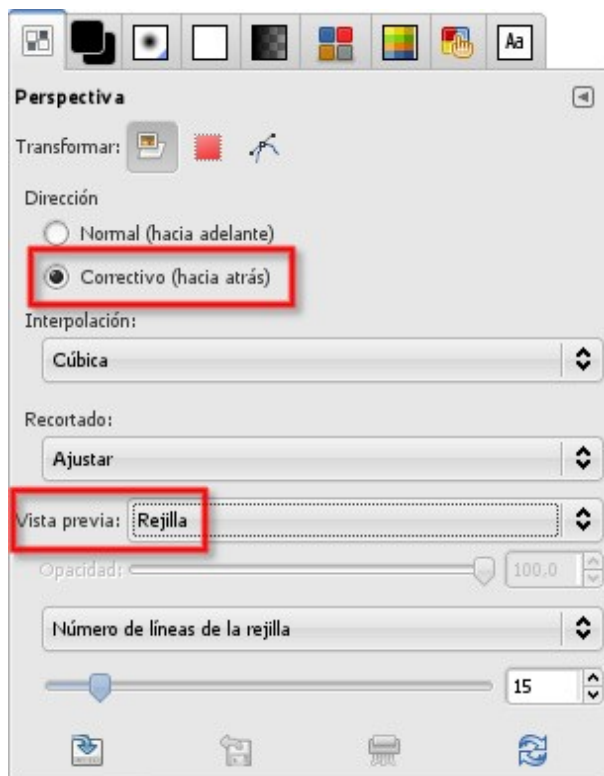 Aa
Perspectiva
Transformar:
Dirección
Normal (hacia adelante)
Correctivo (hacia atrás)
Interpolación:
Cúbica
Recortado:
Ajustar
Vista previa: Rejilla
Opacidad: 100,0
Número de líneas de la rejilla
15